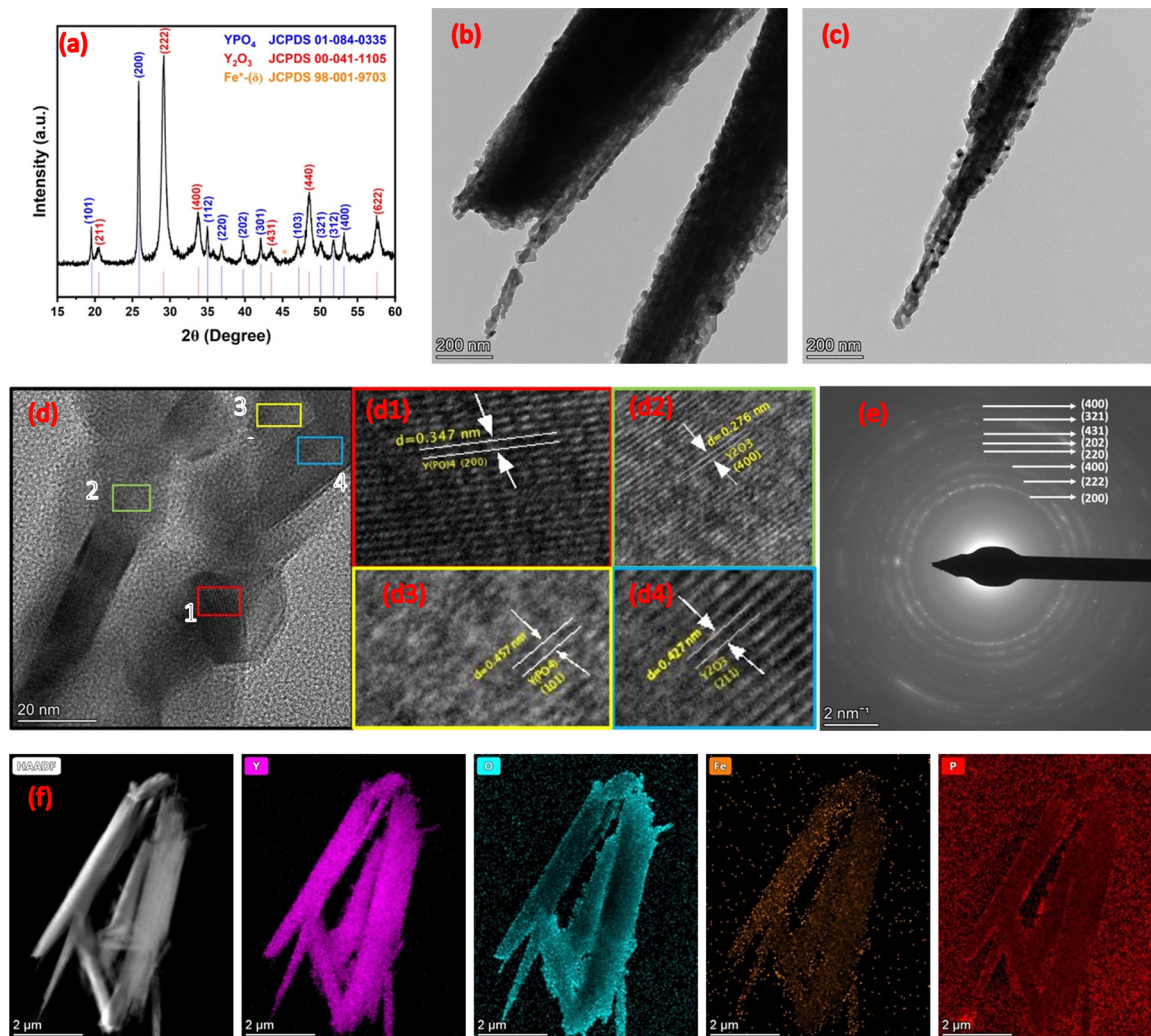 (a)
YPO₄ JCPDS 01-084-0335
Y₂O₃ JCPDS 00-041-1105
Fe*-(δ) JCPDS 98-001-9703
Intensity (a.u.)
(101)
(211)
(200)
(222)
(400)
(112)
(220)
(202)
(301)
(431)
*
(103)
(440)
(321)
(312)
(400)
(622)
15 20 25 30 35 40 45 50 55 60
2θ (Degree)
(b)
200 nm
(c)
200 nm
(d)
3
4
2
1
20 nm
(d1)
d=0.347 nm
Y(PO)4 (200)
(d2)
d=0.276 nm
Y2O3
(400)
(d3)
d=0.457 nm
Y(PO4)
(101)
(d4)
d=0.427 nm
Y2O3
(211)
(e)
(400)
(321)
(431)
(202)
(220)
(400)
(222)
(200)
2 nm⁻¹
HAADF
(f)
2 μm
Y
2 μm
O
2 μm
Fe
2 μm
P
2 μm